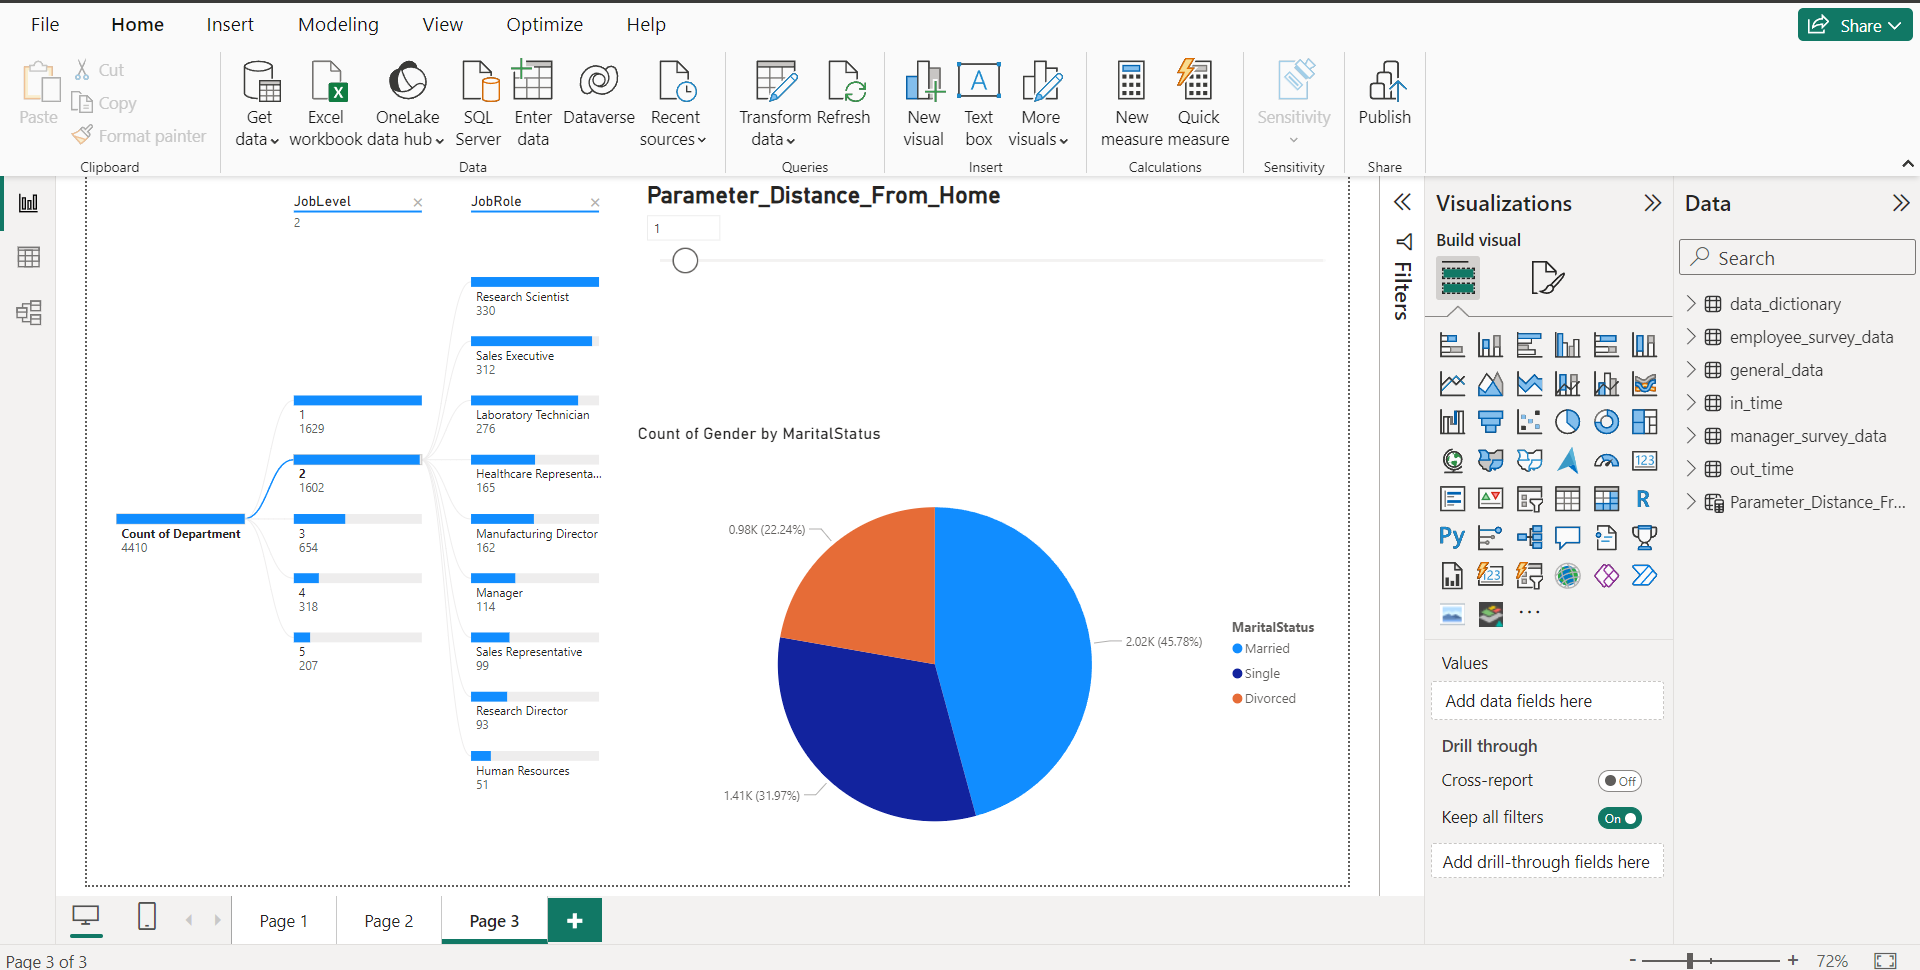 File Home Insert Modeling View Optimize Help
Share
Paste
Cut
Copy
Format painter
Clipboard
Get data
Excel workbook
OneLake data hub
SQL Server
Enter data
Dataverse
Recent sources
Data
Transform data
Refresh
Queries
New visual
Text box
More visuals
Insert
New measure
Quick measure
Calculations
Sensitivity
Sensitivity
Publish
Share
JobLevel
2
JobRole
Count of Department
4410
1
1629
2
1602
3
654
4
318
5
207
Research Scientist
330
Sales Executive
312
Laboratory Technician
276
Healthcare Representa...
165
Manufacturing Director
162
Manager
114
Sales Representative
99
Research Director
93
Human Resources
51
Parameter_Distance_From_Home
1
Count of Gender by MaritalStatus
0.98K (22.24%)
2.02K (45.78%)
1.41K (31.97%)
MaritalStatus
Married
Single
Divorced
Filters
Visualizations
Build visual
A
123
R
Py
123
Values
Add data fields here
Drill through
Cross-report
Off
Keep all filters
On
Add drill-through fields here
Data
Search
data_dictionary
employee_survey_data
general_data
in_time
manager_survey_data
out_time
Parameter_Distance_Fr...
Page 1
Page 2
Page 3
+
Page 3 of 3
- + 72%